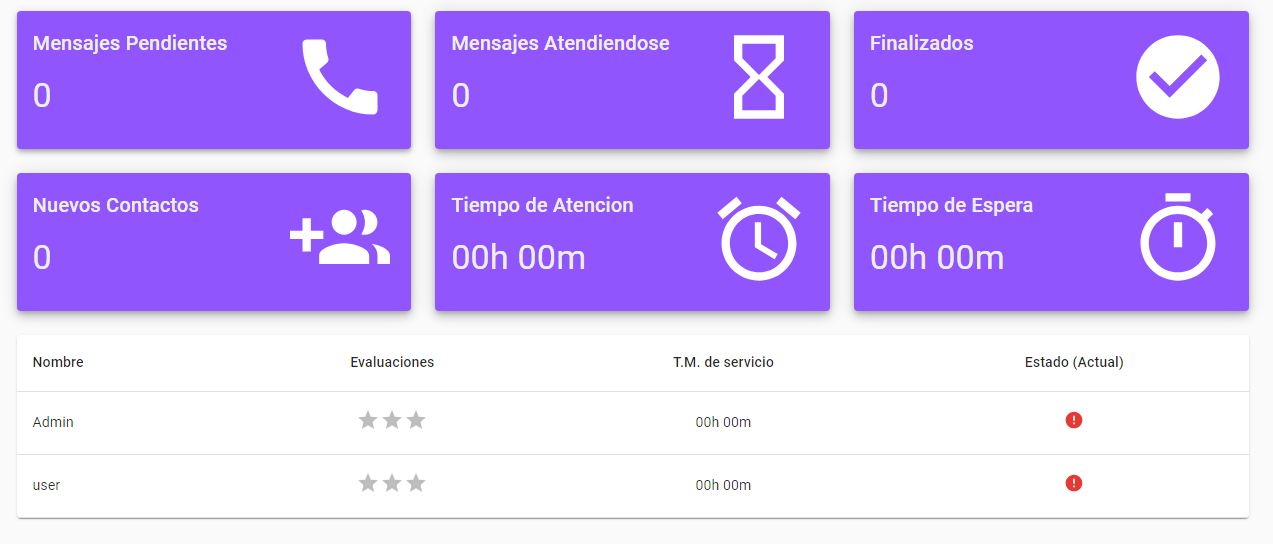 Mensajes Pendientes
0
Mensajes Atendiendose
0
Finalizados
0
Nuevos Contactos
0
Tiempo de Atencion
00h 00m
Tiempo de Espera
00h 00m
Nombre Evaluaciones T.M. de servicio Estado (Actual)
Admin 00h 00m
user 00h 00m